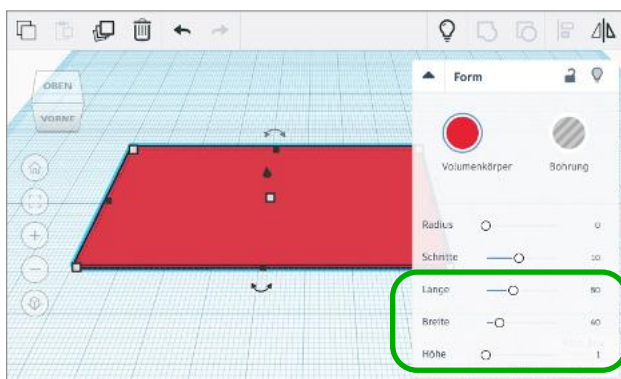 Form
OBEN
VORNE
Volumenkörper Bohrung
Radius 0
Schritte 10
Länge 80
Breite 40
Höhe 1